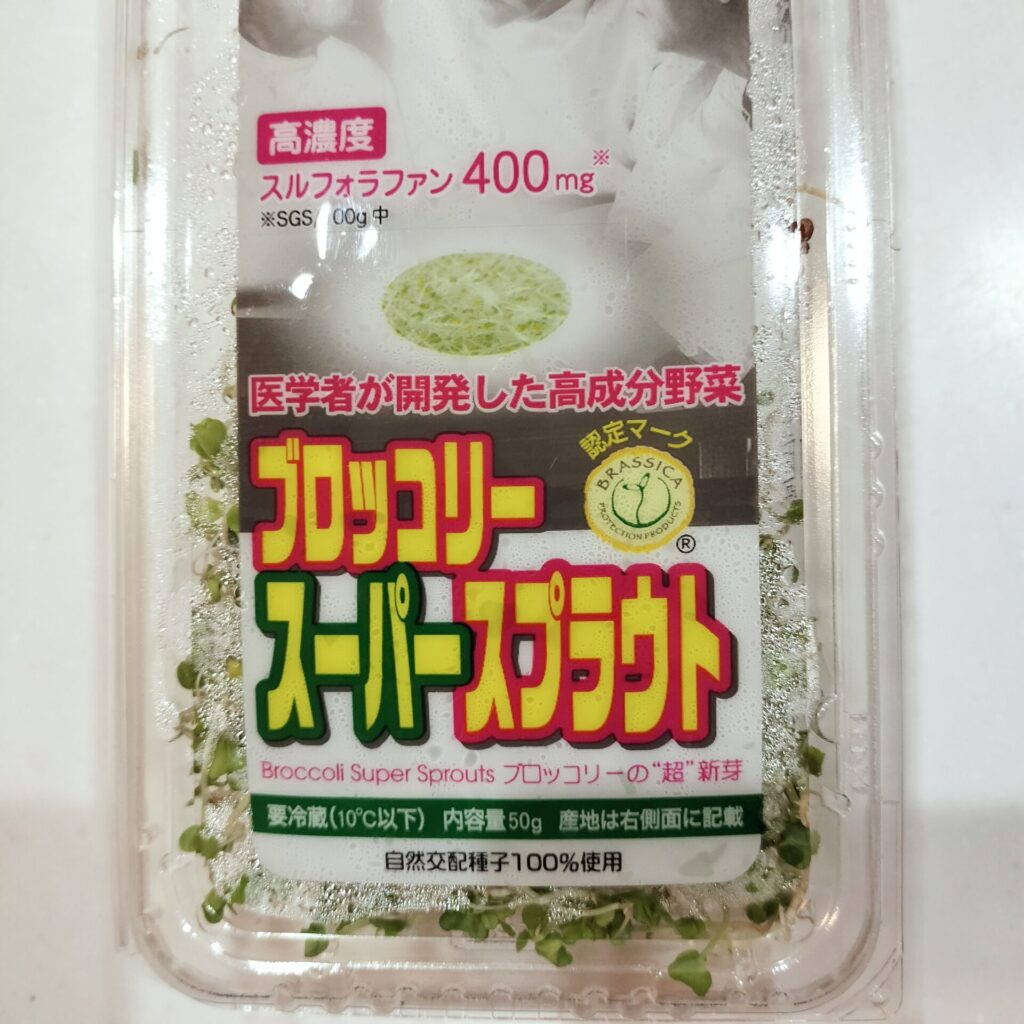 高濃度
スルフォラファン 400mg※
※SGS 00g中
医学者が開発した高成分野菜
認定マーク
BRASSICA
PROTECTION PRODUCTS
®
ブロッコリー
スーパースプラウト
Broccoli Super Sprouts ブロッコリーの“超”新芽
要冷蔵(10℃以下) 内容量50g 産地は右側面に記載
自然交配種子100%使用